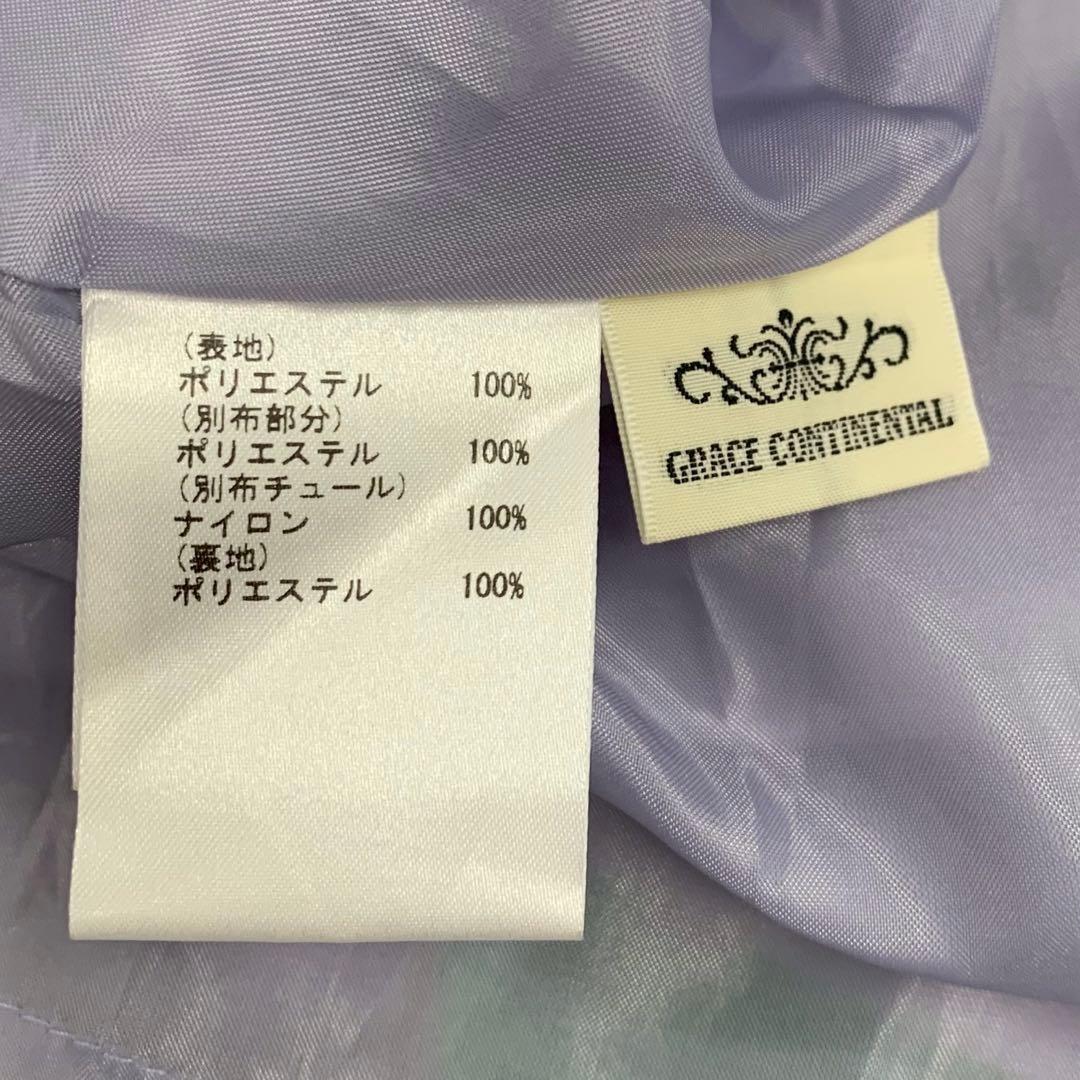 (表地)
ポリエステル 100%
(別布部分)
ポリエステル 100%
(別布チュール)
ナイロン 100%
(裏地)
ポリエステル 100%
GRACE CONTINENTAL